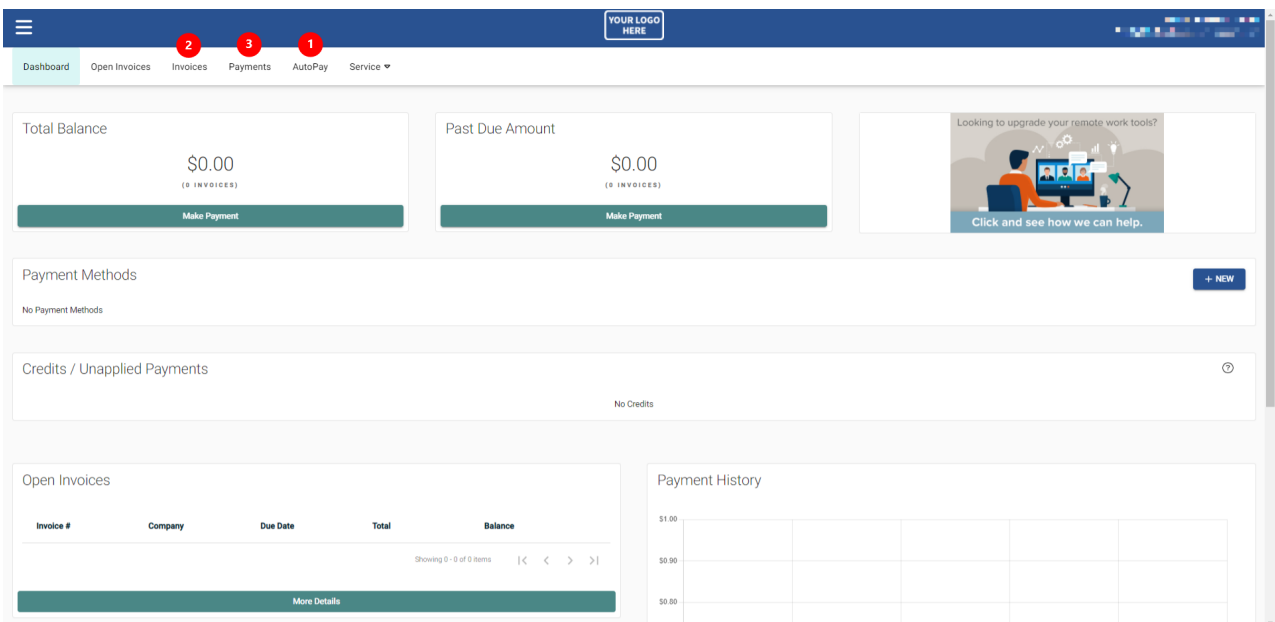 YOUR LOGO
HERE
2 3 1
Dashboard Open Invoices Invoices Payments AutoPay Service
Total Balance
$0.00
(0 INVOICES)
Make Payment
Past Due Amount
$0.00
(0 INVOICES)
Make Payment
Looking to upgrade your remote work tools?
Click and see how we can help.
Payment Methods
+ NEW
No Payment Methods
Credits / Unapplied Payments
?
No Credits
Open Invoices
Invoice # Company Due Date Total Balance
Showing 0 - 0 of 0 items
More Details
Payment History
$1.00
$0.90
$0.80